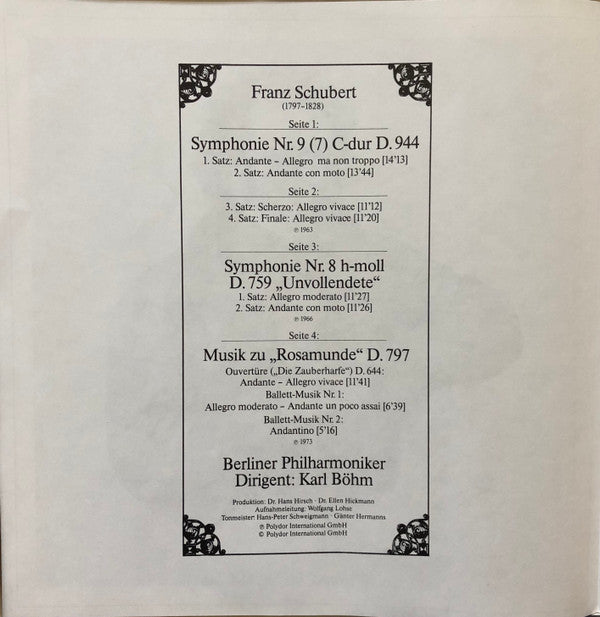 Franz Schubert
(1797-1828)
Seite 1:
Symphonie Nr. 9 (7) C-dur D. 944
1. Satz: Andante – Allegro ma non troppo [14'13]
2. Satz: Andante con moto [13'44]
Seite 2:
3. Satz: Scherzo: Allegro vivace [11'12]
4. Satz: Finale: Allegro vivace [11'20]
℗ 1963
Seite 3:
Symphonie Nr. 8 h-moll
D. 759 „Unvollendete“
1. Satz: Allegro moderato [11'27]
2. Satz: Andante con moto [11'26]
℗ 1966
Seite 4:
Musik zu „Rosamunde“ D. 797
Ouvertüre („Die Zauberharfe“) D. 644:
Andante – Allegro vivace [11'41]
Ballett-Musik Nr. 1:
Allegro moderato – Andante un poco assai [6'39]
Ballett-Musik Nr. 2:
Andantino [5'16]
℗ 1973
Berliner Philharmoniker
Dirigent: Karl Böhm
Produktion: Dr. Hans Hirsch · Dr. Ellen Hickmann
Aufnahmeleitung: Wolfgang Lohse
Tonmeister: Hans-Peter Schweigmann · Günter Hermanns
℗ Polydor International GmbH
© Polydor International GmbH